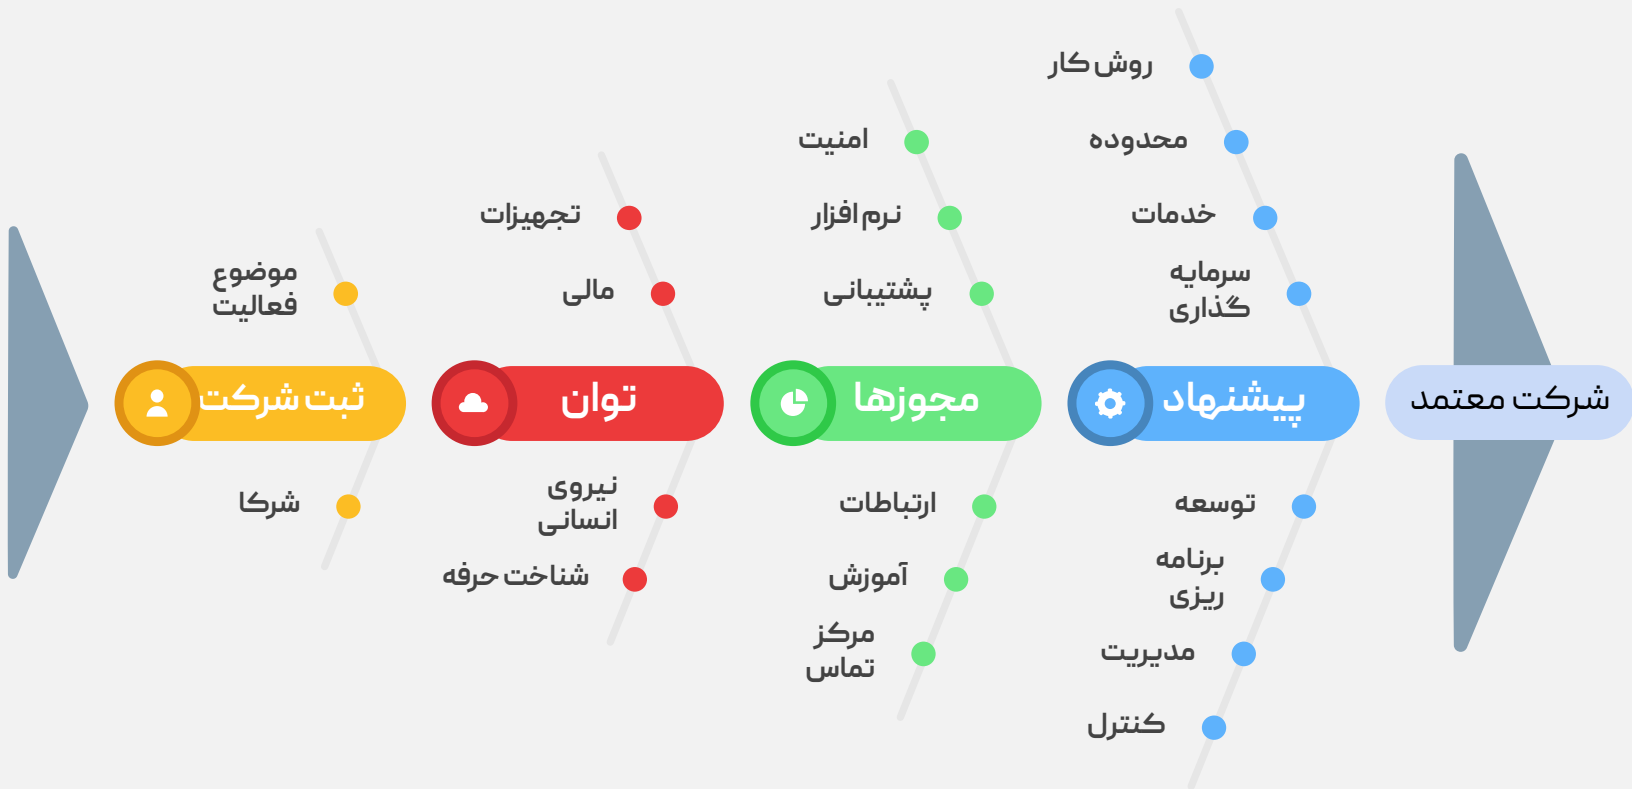 موضوع
فعالیت
ثبت شرکت
شرکا
تجهیزات
مالی
توان
نیروی
انسانی
شناخت حرفه
امنیت
نرم افزار
پشتیبانی
مجوزها
ارتباطات
آموزش
مرکز
تماس
روش کار
محدوده
خدمات
سرمایه
گذاری
پیشنهاد
توسعه
برنامه
ریزی
مدیریت
کنترل
شرکت معتمد